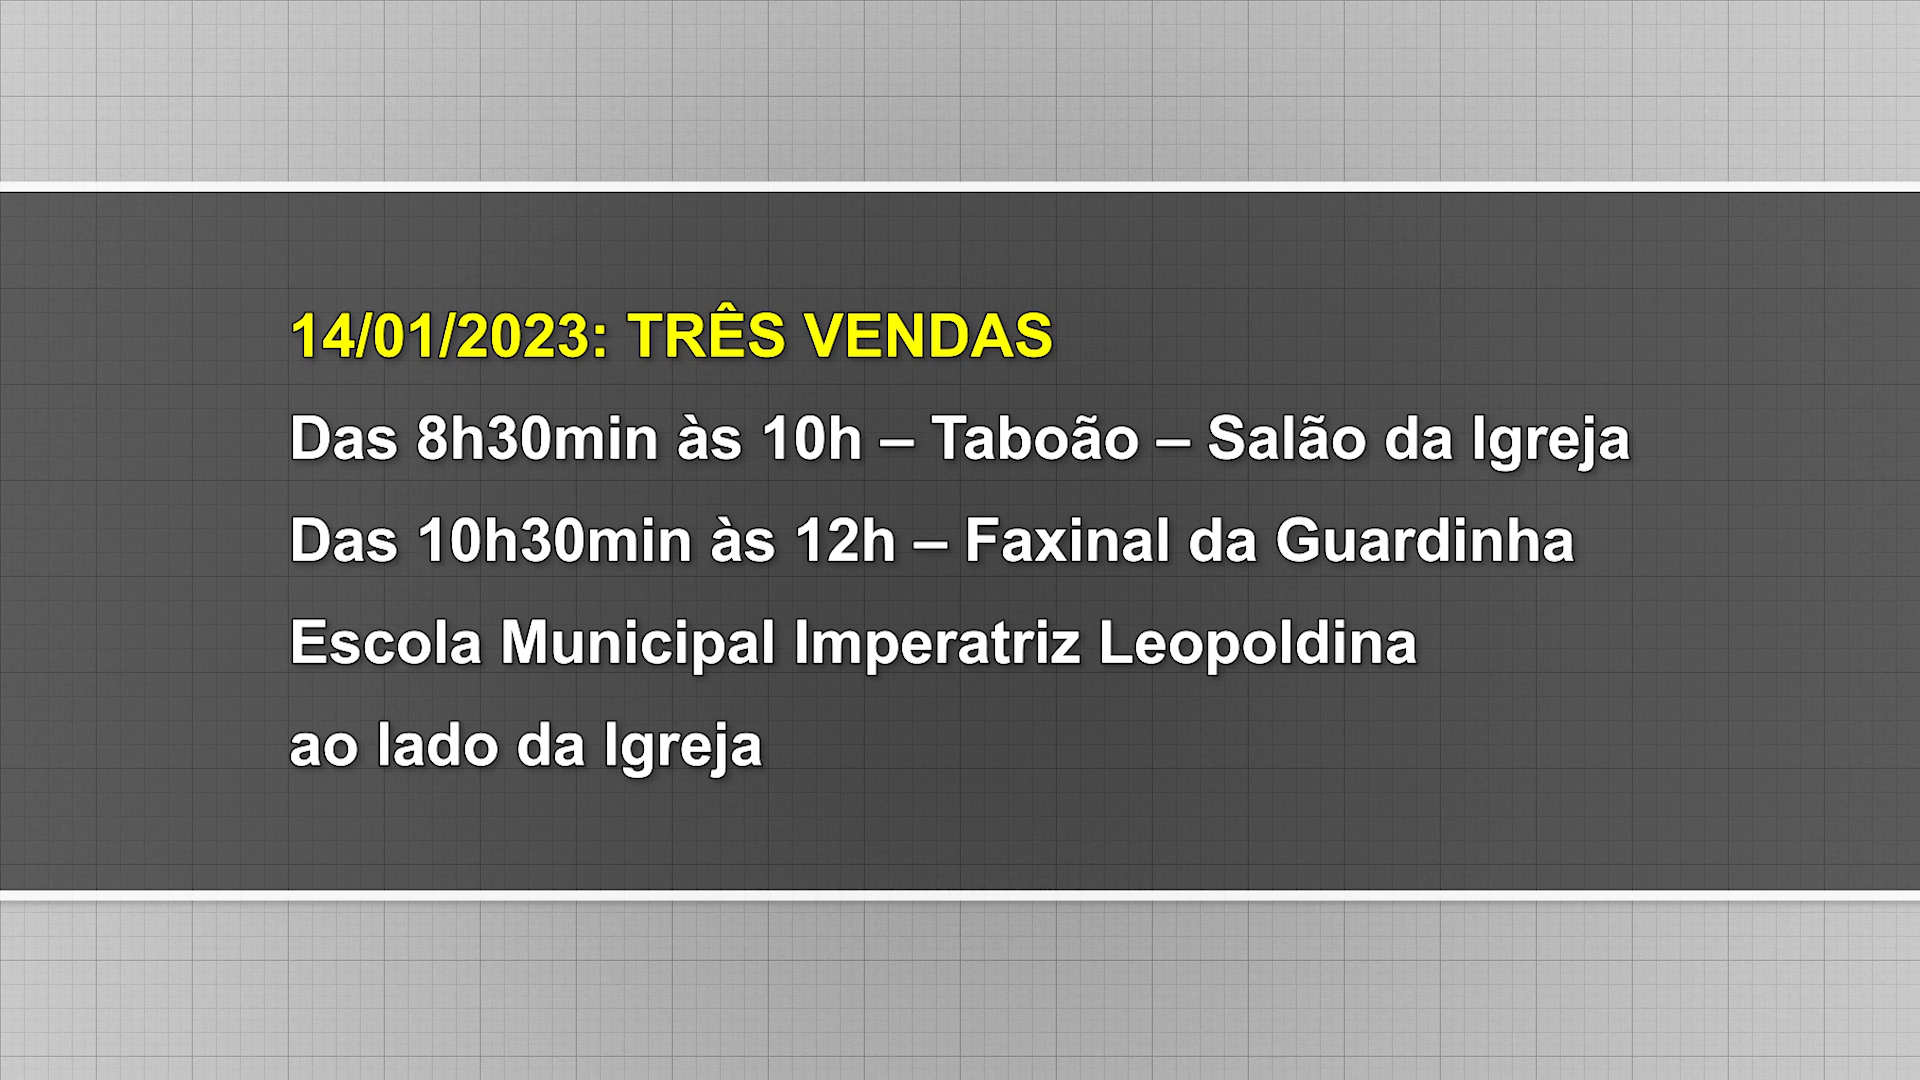 14/01/2023: TRÊS VENDAS
Das 8h30min às 10h – Taboão – Salão da Igreja
Das 10h30min às 12h – Faxinal da Guardinha
Escola Municipal Imperatriz Leopoldina
ao lado da Igreja